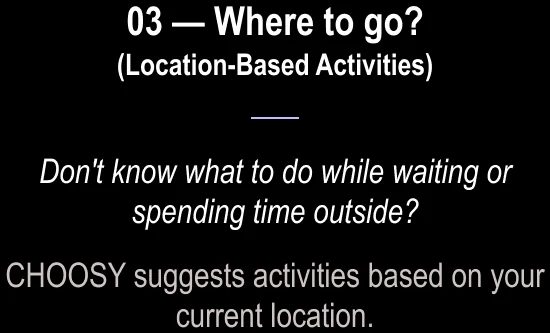 03 — Where to go?
(Location-Based Activities)
Don't know what to do while waiting or
spending time outside?
CHOOSY suggests activities based on your
current location.